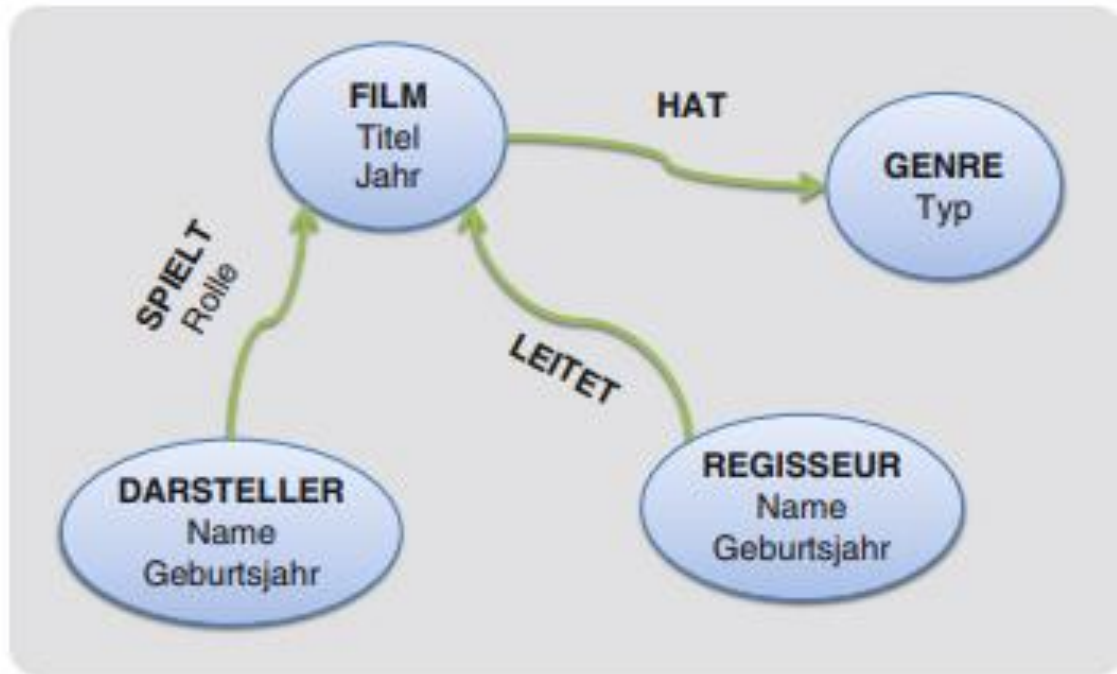 FILM
Titel
Jahr
HAT
GENRE
Typ
SPIELT
Rolle
LEITET
DARSTELLER
Name
Geburtsjahr
REGISSEUR
Name
Geburtsjahr